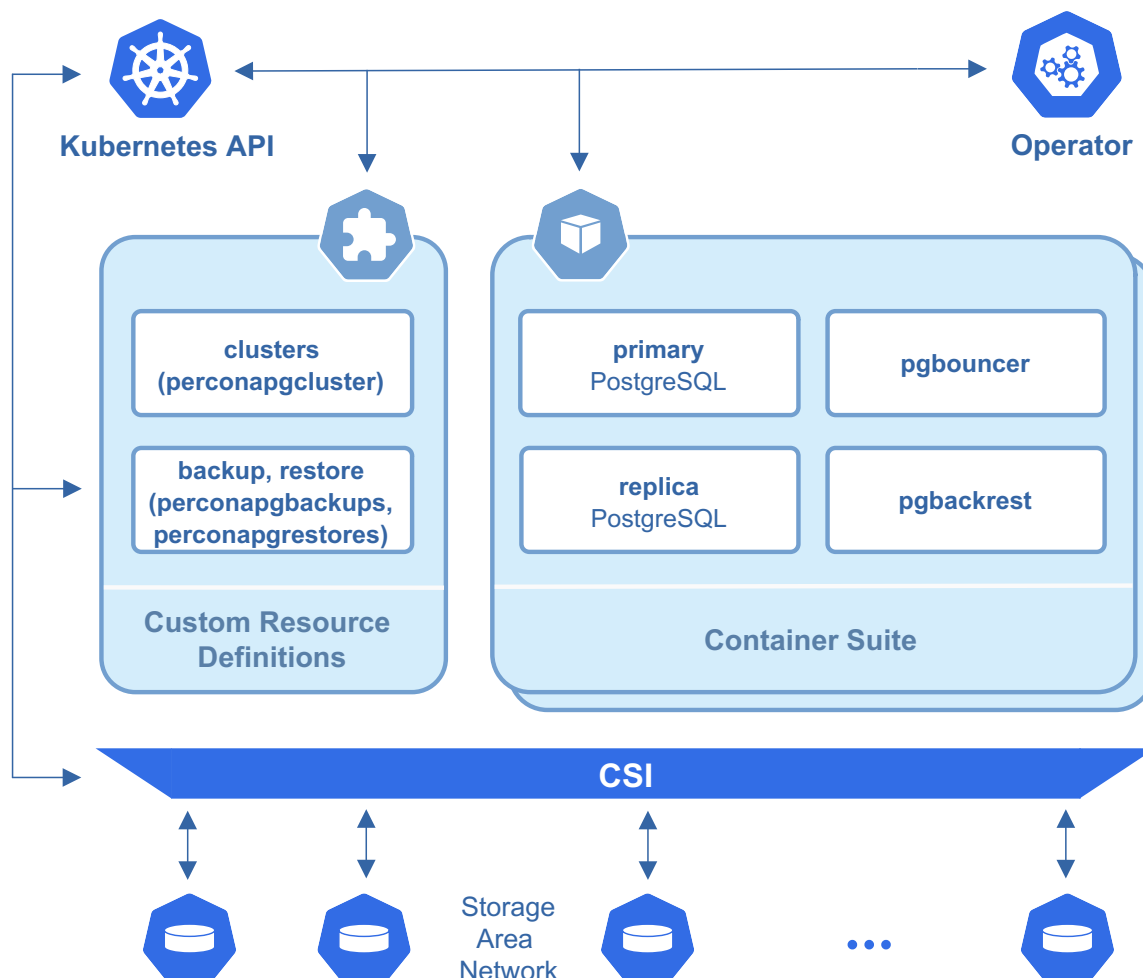 Kubernetes API
Operator
clusters
(perconapgcluster)
backup, restore
(perconapgbackups,
perconapgrestores)
Custom Resource
Definitions
primary
PostgreSQL
pgbouncer
replica
PostgreSQL
pgbackrest
Container Suite
CSI
Storage
Area
Network